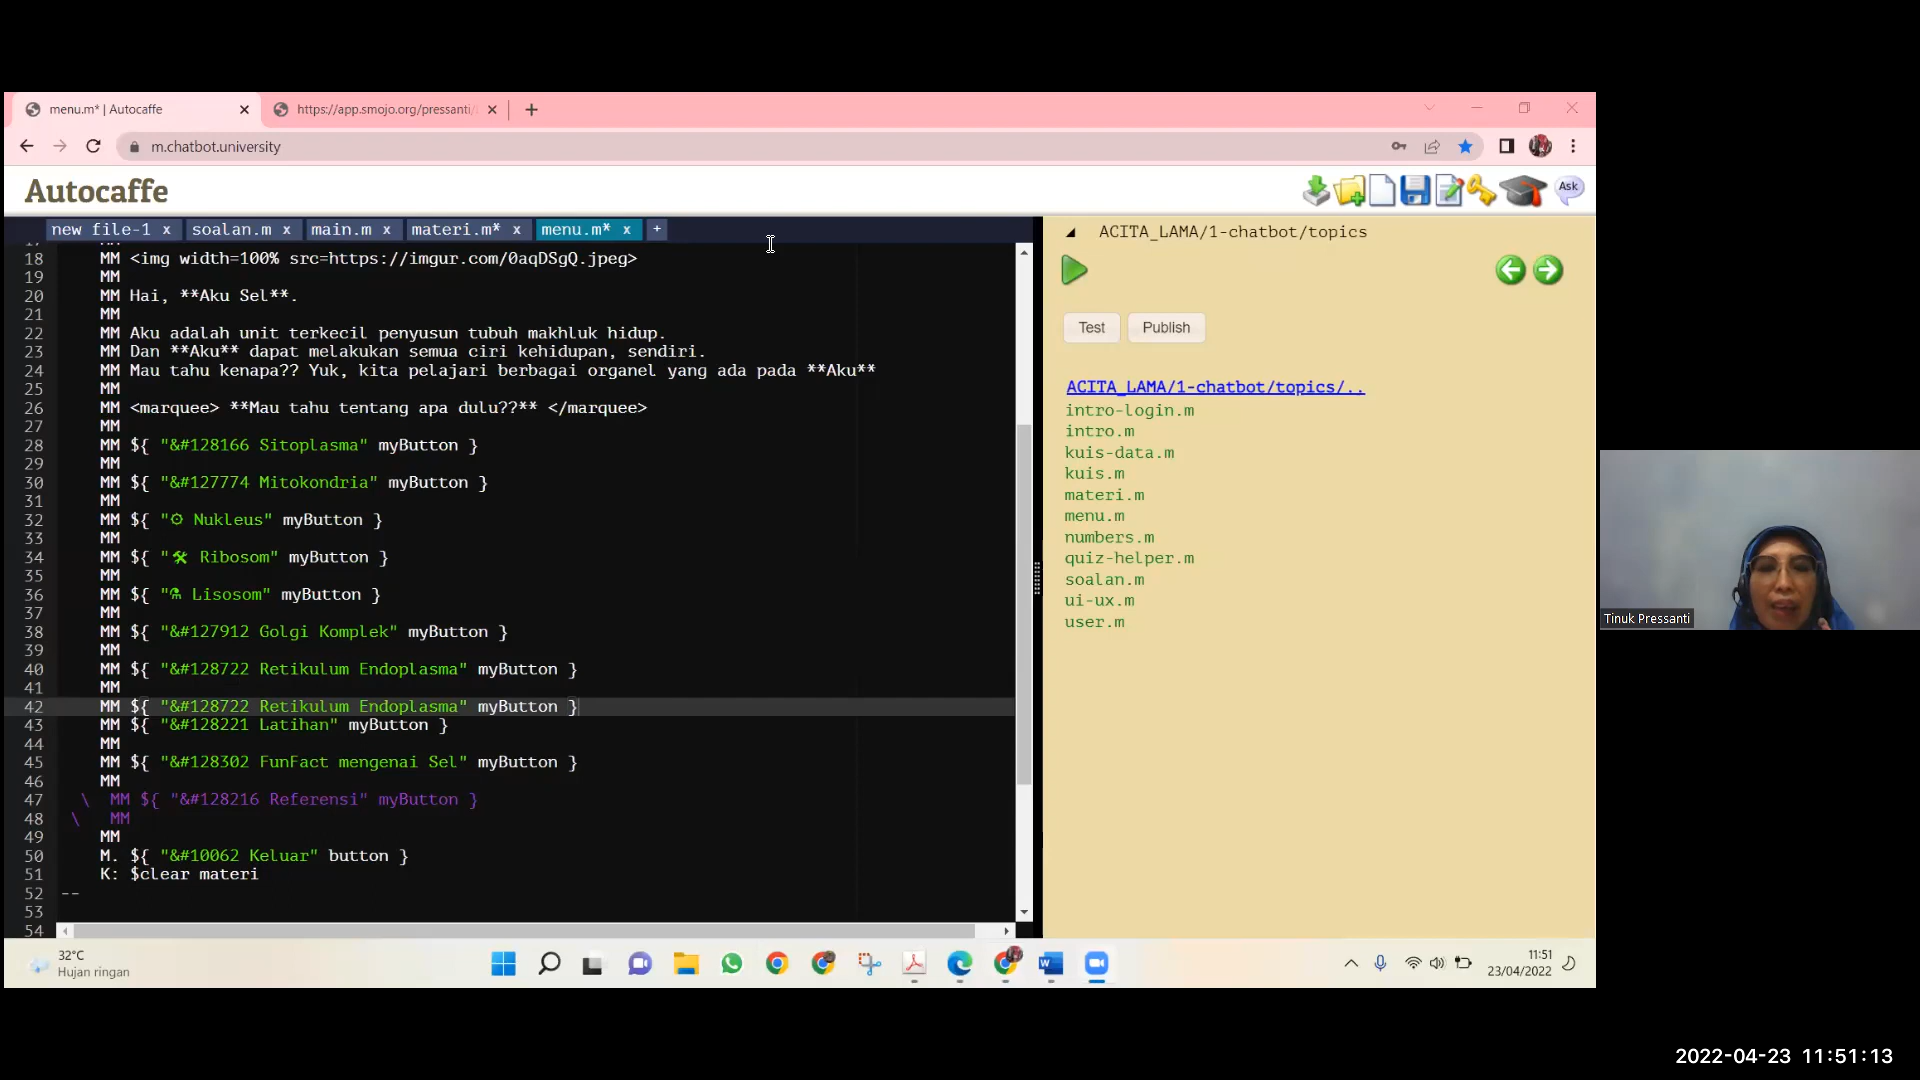 menu.m* | Autocaffe
https://app.smojo.org/pressanti/
m.chatbot.university
Autocaffe
Ask
new file-1 x
soalan.m x
main.m x
materi.m* x
menu.m* x
+
18 MM <img width=100% src=https://imgur.com/0aqDSgQ.jpeg>
19 MM
20 MM Hai, **Aku Sel**.
21 MM
22 MM Aku adalah unit terkecil penyusun tubuh makhluk hidup.
23 MM Dan **Aku** dapat melakukan semua ciri kehidupan, sendiri.
24 MM Mau tahu kenapa?? Yuk, kita pelajari berbagai organel yang ada pada **Aku**
25 MM
26 MM <marquee> **Mau tahu tentang apa dulu??** </marquee>
27 MM
28 MM ${ "&#128166 Sitoplasma" myButton }
29 MM
30 MM ${ "&#127774 Mitokondria" myButton }
31 MM
32 MM ${ "⚙ Nukleus" myButton }
33 MM
34 MM ${ "🛠 Ribosom" myButton }
35 MM
36 MM ${ "⚗ Lisosom" myButton }
37 MM
38 MM ${ "&#127912 Golgi Komplek" myButton }
39 MM
40 MM ${ "&#128722 Retikulum Endoplasma" myButton }
41 MM
42 MM ${ "&#128722 Retikulum Endoplasma" myButton }
43 MM ${ "&#128221 Latihan" myButton }
44 MM
45 MM ${ "&#128302 FunFact mengenai Sel" myButton }
46 MM
47 \ MM ${ "&#128216 Referensi" myButton }
48 \ MM
49 MM
50 M. ${ "&#10062 Keluar" button }
51 K: $clear materi
52 --
53
54
ACITA_LAMA/1-chatbot/topics
Test
Publish
ACITA_LAMA/1-chatbot/topics/..
intro-login.m
intro.m
kuis-data.m
kuis.m
materi.m
menu.m
numbers.m
quiz-helper.m
soalan.m
ui-ux.m
user.m
Tinuk Pressanti
32°C
Hujan ringan
11:51
23/04/2022
2022-04-23 11:51:13